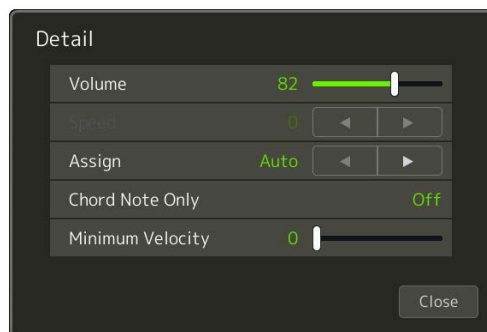 Detail
Volume 82
Speed 0
Assign Auto
Chord Note Only Off
Minimum Velocity 0
Close